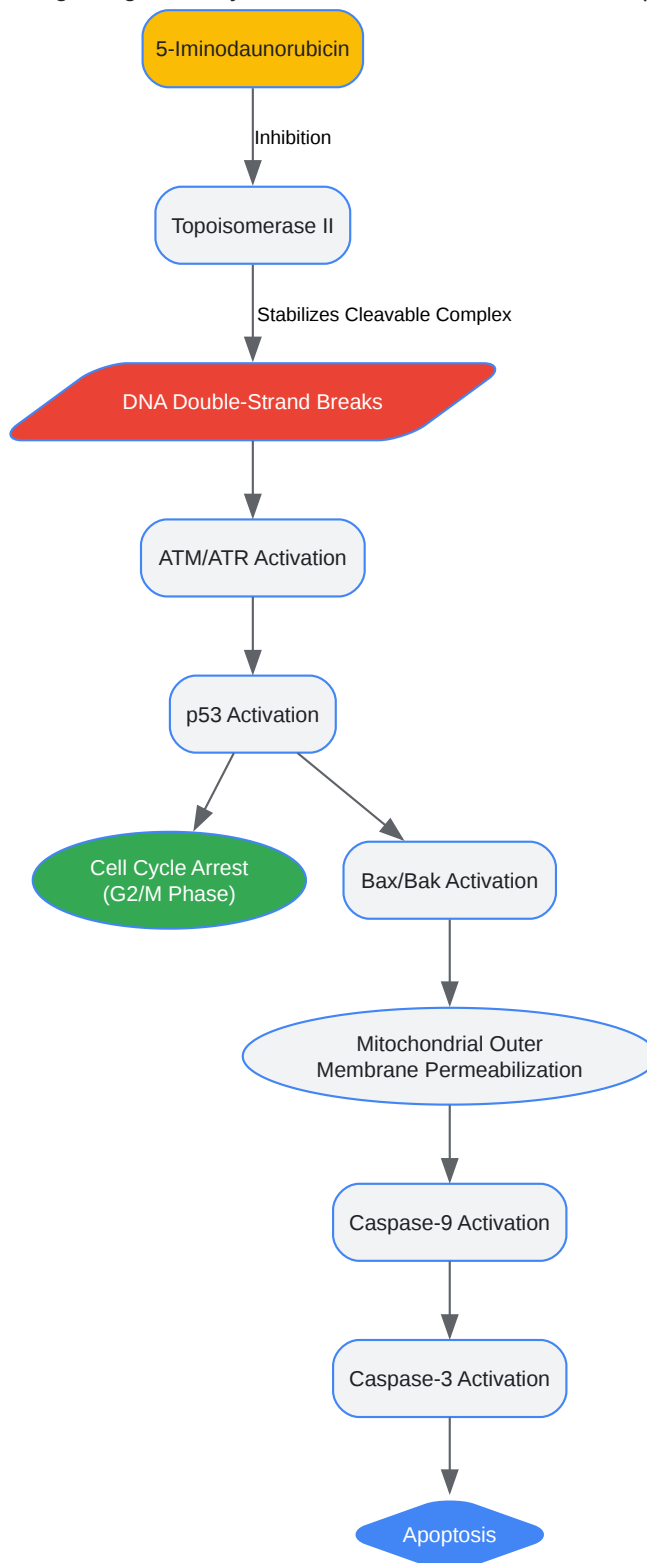 5-Iminodaunorubicin
Inhibition
Topoisomerase II
Stabilizes Cleavable Complex
DNA Double-Strand Breaks
ATM/ATR Activation
p53 Activation
Cell Cycle Arrest
(G2/M Phase)
Bax/Bak Activation
Mitochondrial Outer
Membrane Permeabilization
Caspase-9 Activation
Caspase-3 Activation
Apoptosis